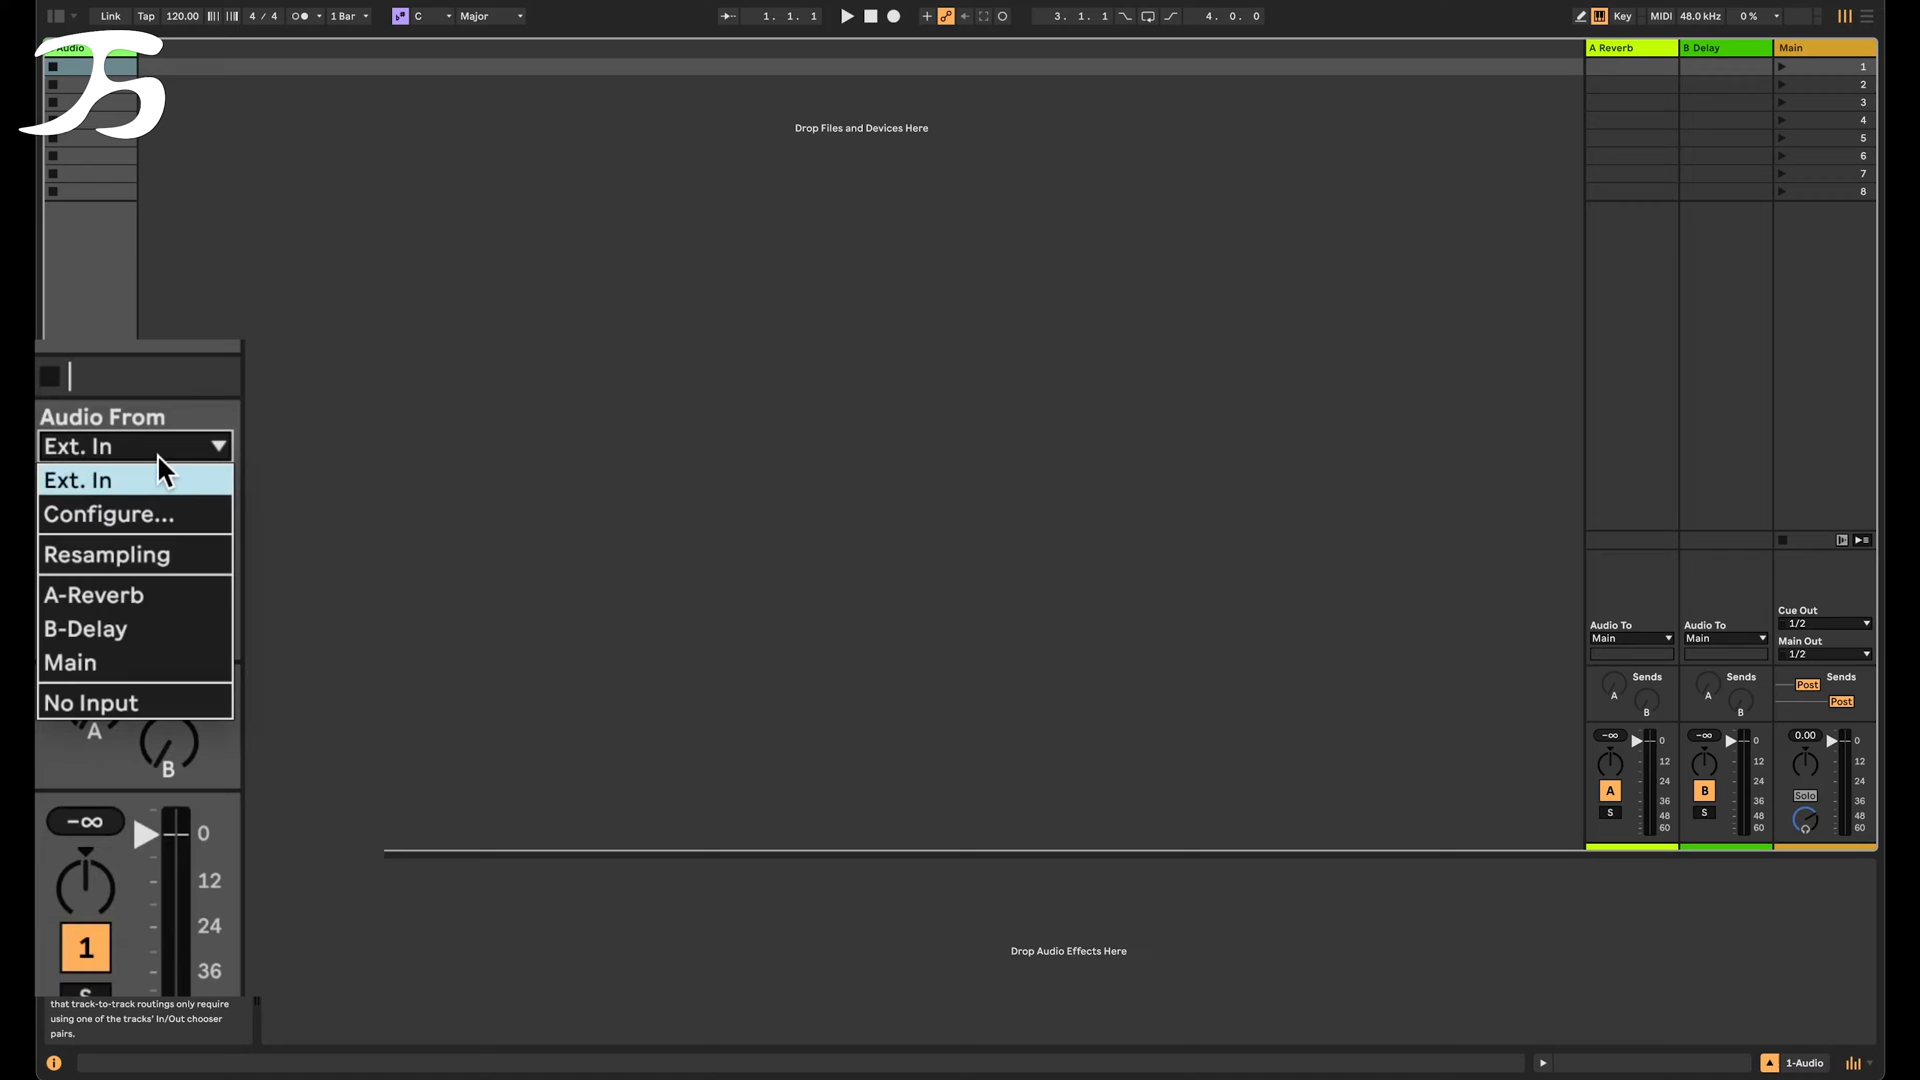 Link Tap 120.00 4 / 4 1 Bar C Major 1. 1. 1 3. 1. 1 4. 0. 0 Key MIDI 48.0 kHz 0 %
Audio A Reverb B Delay Main
1
2
3
4
5
6
7
8
Drop Files and Devices Here
Audio From
Ext. In
Ext. In
Configure...
Resampling
A-Reverb
B-Delay
Main
No Input
A
B
-∞
0
12
24
36
1
S
that track-to-track routings only require
using one of the tracks' In/Out chooser
pairs.
Cue Out
1/2
Audio To Audio To Main Out
Main Main 1/2
Sends Sends Sends
A B A B Post
Post
-∞ 0 -∞ 0 0.00 0
12 12 12
24 24 24
A 36 B 36 Solo 36
S 48 S 48 48
60 60 60
Drop Audio Effects Here
1-Audio